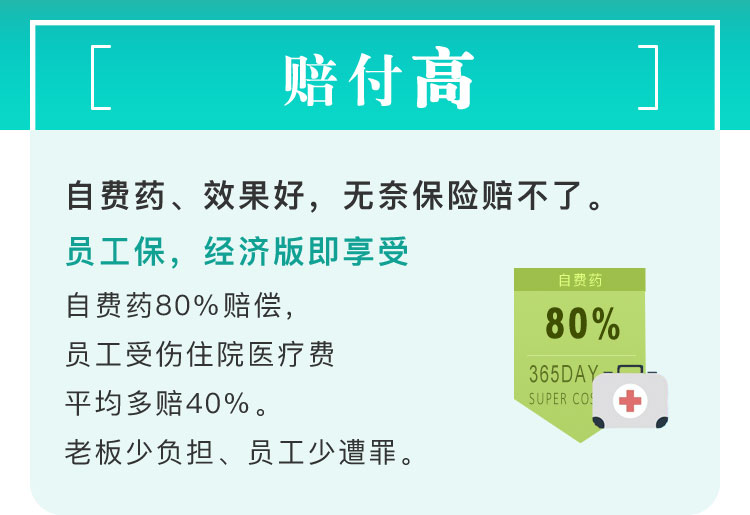 赔付高
自费药、效果好，无奈保险赔不了。
员工保，经济版即享受
自费药80%赔偿，
员工受伤住院医疗费
平均多赔40%。
老板少负担、员工少遭罪。
自费药
80%
365DAY
SUPER